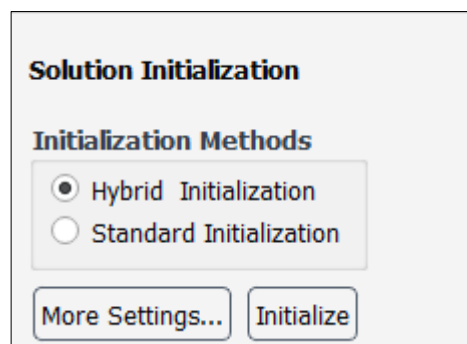 Solution Initialization
Initialization Methods
Hybrid Initialization
Standard Initialization
More Settings... Initialize